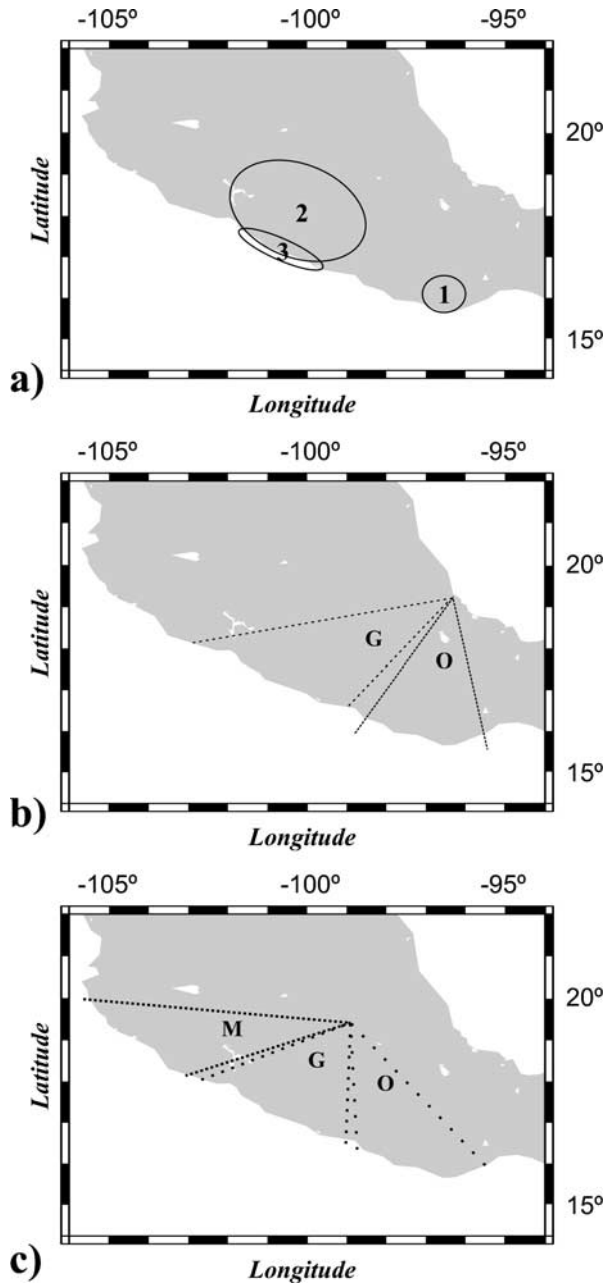 -105º -100º -95º
20º
Latitude
2
3
1
15º
a)
Longitude
-105º -100º -95º
20º
Latitude
G
O
15º
b)
Longitude
-105º -100º -95º
20º
M
Latitude
G
O
15º
c)
Longitude